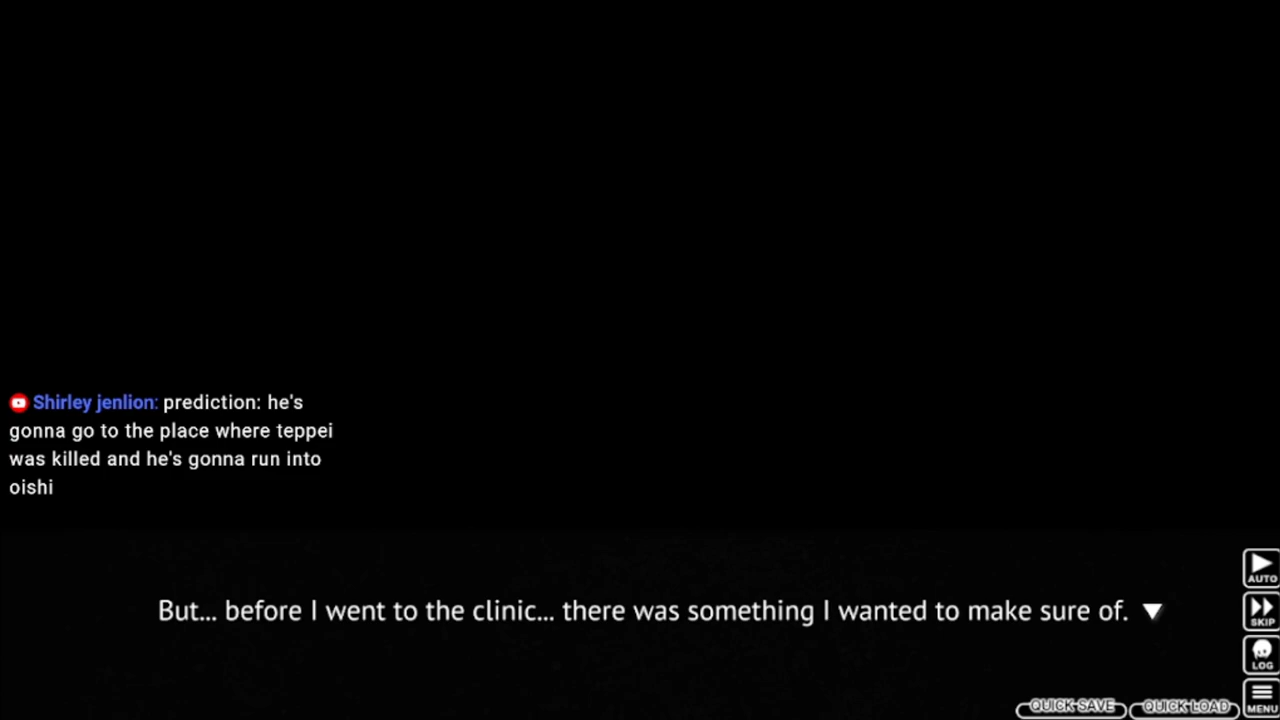 Shirley jenlion: prediction: he's
gonna go to the place where teppei
was killed and he's gonna run into
oishi
But... before I went to the clinic... there was something I wanted to make sure of.
AUTO
SKIP
LOG
MENU
QUICK SAVE
QUICK LOAD